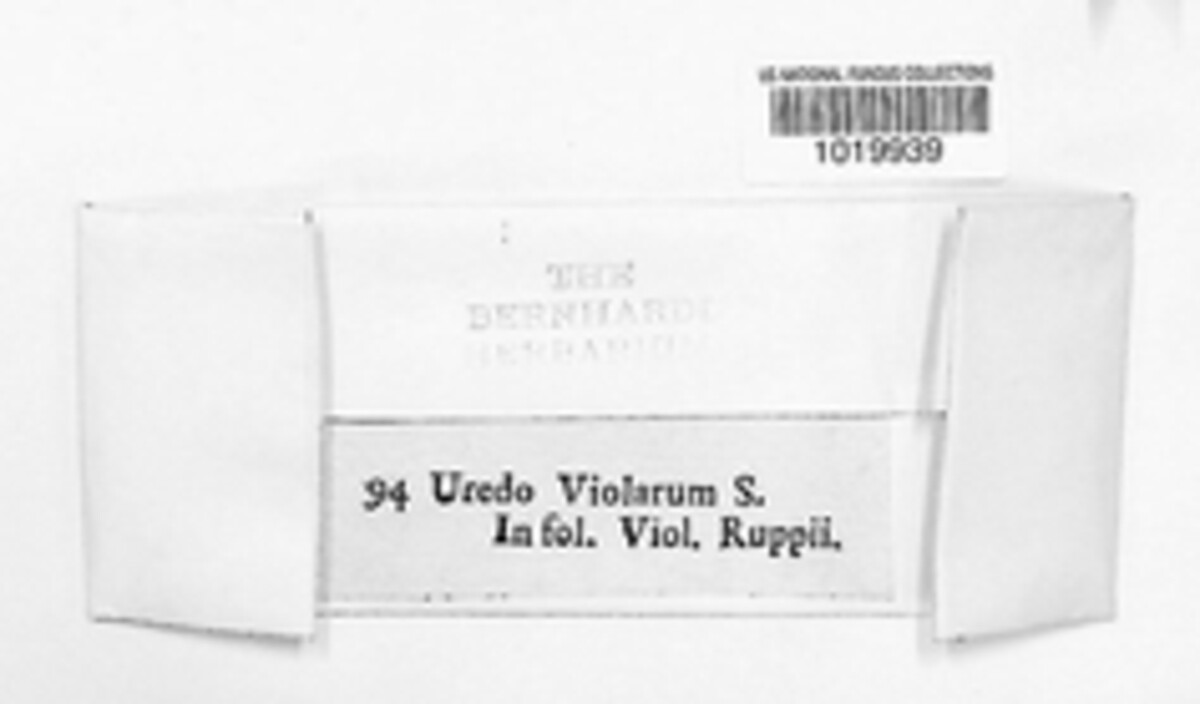 US NATIONAL FUNGUS COLLECTIONS
1019939
THE
BERNHARDI
HERBARIUM
94 Uredo Violarum S.
In fol. Viol. Ruppii.